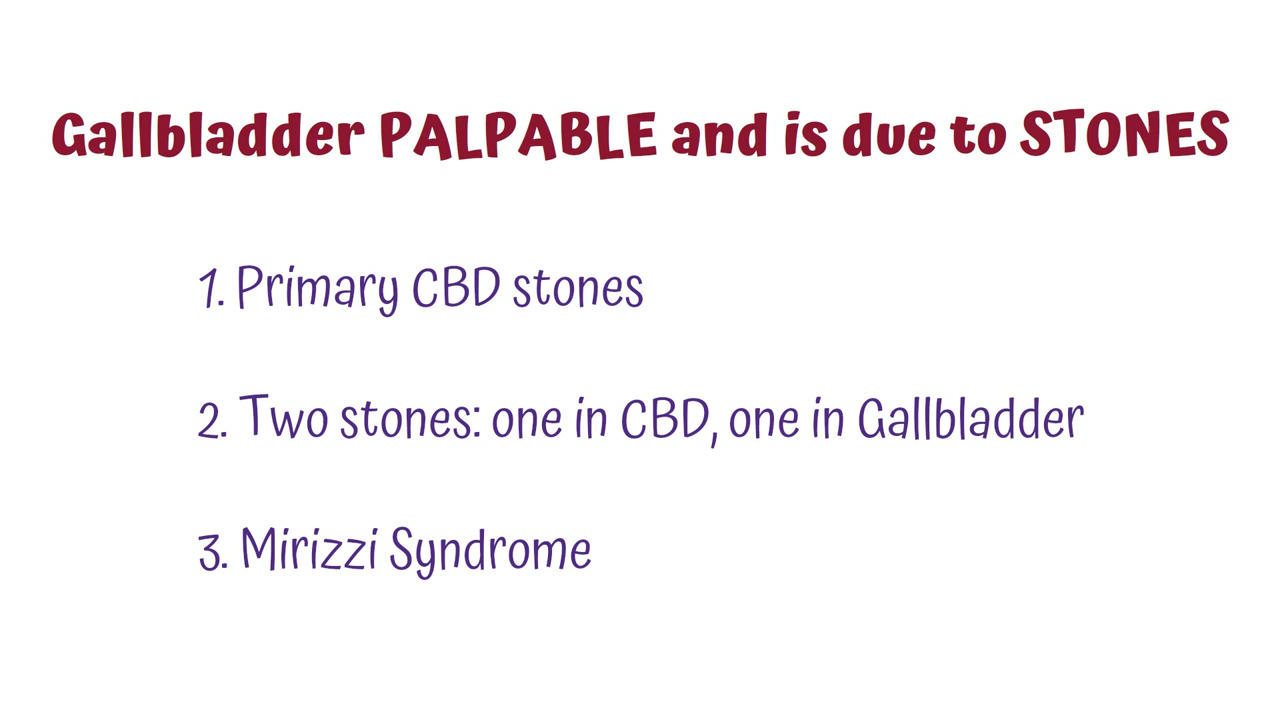 Gallbladder PALPABLE and is due to STONES
1. Primary CBD stones
2. Two stones: one in CBD, one in Gallbladder
3. Mirizzi Syndrome